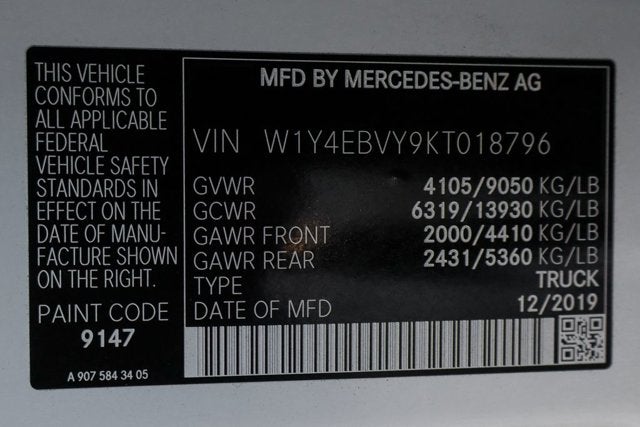 THIS VEHICLE
CONFORMS TO
ALL APPLICABLE
FEDERAL
VEHICLE SAFETY
STANDARDS IN
EFFECT ON THE
DATE OF MANU-
FACTURE SHOWN
ON THE RIGHT.
PAINT CODE
9147
A 907 584 34 05
MFD BY MERCEDES-BENZ AG
VIN W1Y4EBVY9KT018796
GVWR 4105/9050 KG/LB
GCWR 6319/13930 KG/LB
GAWR FRONT 2000/4410 KG/LB
GAWR REAR 2431/5360 KG/LB
TYPE TRUCK
DATE OF MFD 12/2019